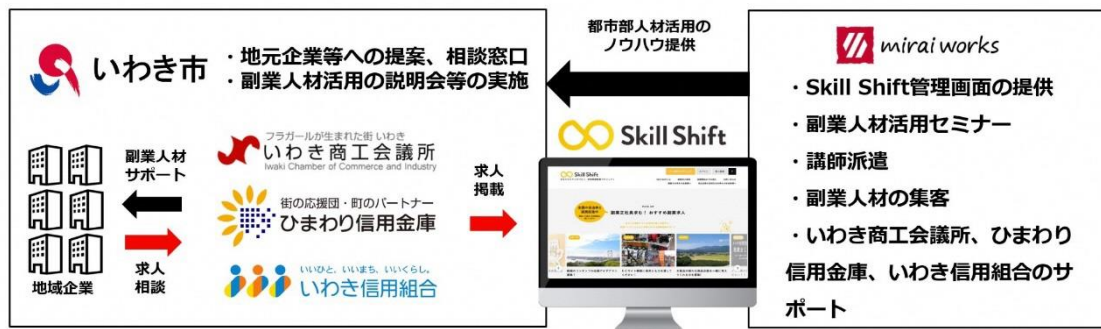 いわき市
・地元企業等への提案、相談窓口
・副業人材活用の説明会等の実施
フラガールが生まれた街 いわき
いわき商工会議所
Iwaki Chamber of Commerce and Industry
街の応援団・町のパートナー
ひまわり信用金庫
いいひと、いいまち、いいくらし。
いわき信用組合
副業人材
サポート
求人
相談
地域企業
求人
掲載
都市部人材活用の
ノウハウ提供
Skill Shift
Skill Shift
mirai works
・Skill Shift管理画面の提供
・副業人材活用セミナー
・講師派遣
・副業人材の集客
・いわき商工会議所、ひまわり
信用金庫、いわき信用組合のサ
ポート